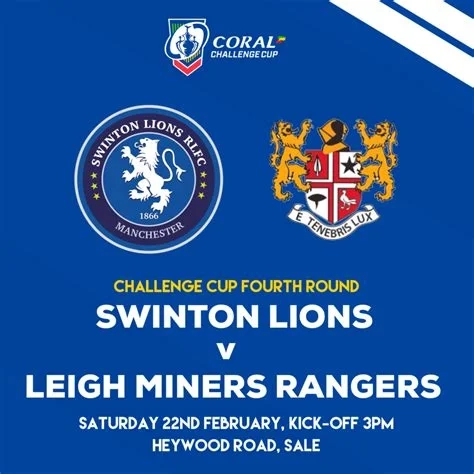 CORAL
CHALLENGE CUP
SWINTON LIONS RLFC
1866
MANCHESTER
E TENEBRIS LUX
CHALLENGE CUP FOURTH ROUND
SWINTON LIONS
V
LEIGH MINERS RANGERS
SATURDAY 22ND FEBRUARY, KICK-OFF 3PM
HEYWOOD ROAD, SALE